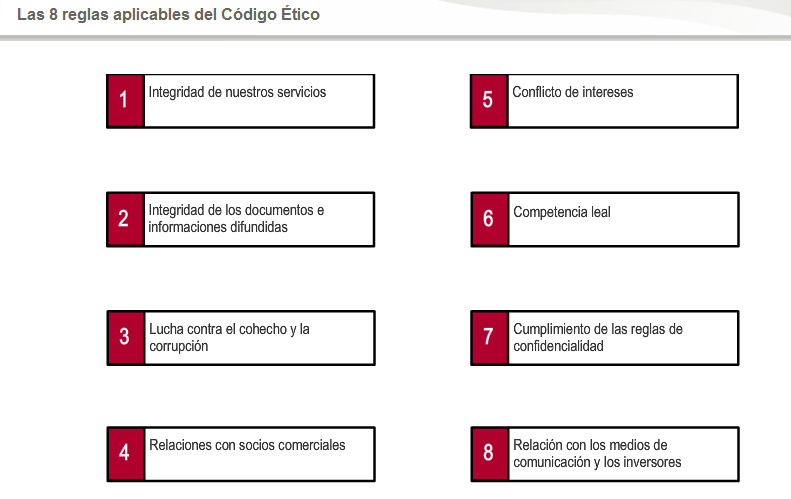 Las 8 reglas aplicables del Código Ético
1
Integridad de nuestros servicios
2
Integridad de los documentos e
informaciones difundidas
3
Lucha contra el cohecho y la
corrupción
4
Relaciones con socios comerciales
5
Conflicto de intereses
6
Competencia leal
7
Cumplimiento de las reglas de
confidencialidad
8
Relación con los medios de
comunicación y los inversores